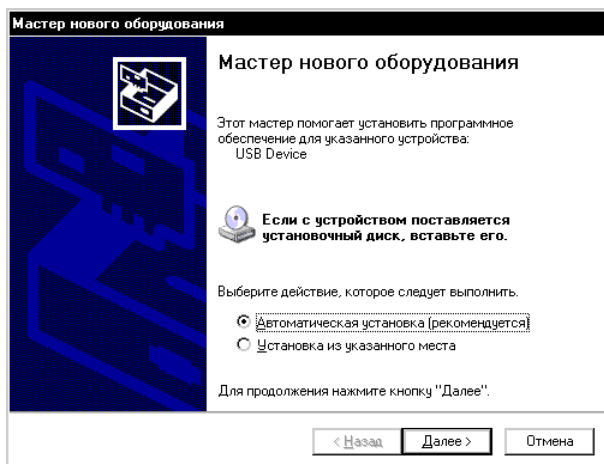 Мастер нового оборудования
Мастер нового оборудования
Этот мастер помогает установить программное
обеспечение для указанного устройства:
USB Device
Если с устройством поставляется
установочный диск, вставьте его.
Выберите действие, которое следует выполнить.
Автоматическая установка (рекомендуется)
Установка из указанного места
Для продолжения нажмите кнопку "Далее".
< Назад Далее > Отмена